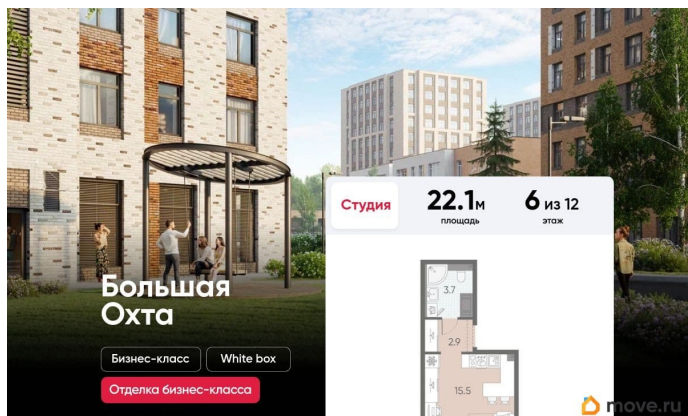 Студия
22.1м
площадь
6 из 12
этаж
3.7
2.9
15.5
Большая
Охта
Бизнес-класс
White box
Отделка бизнес-класса
move.ru